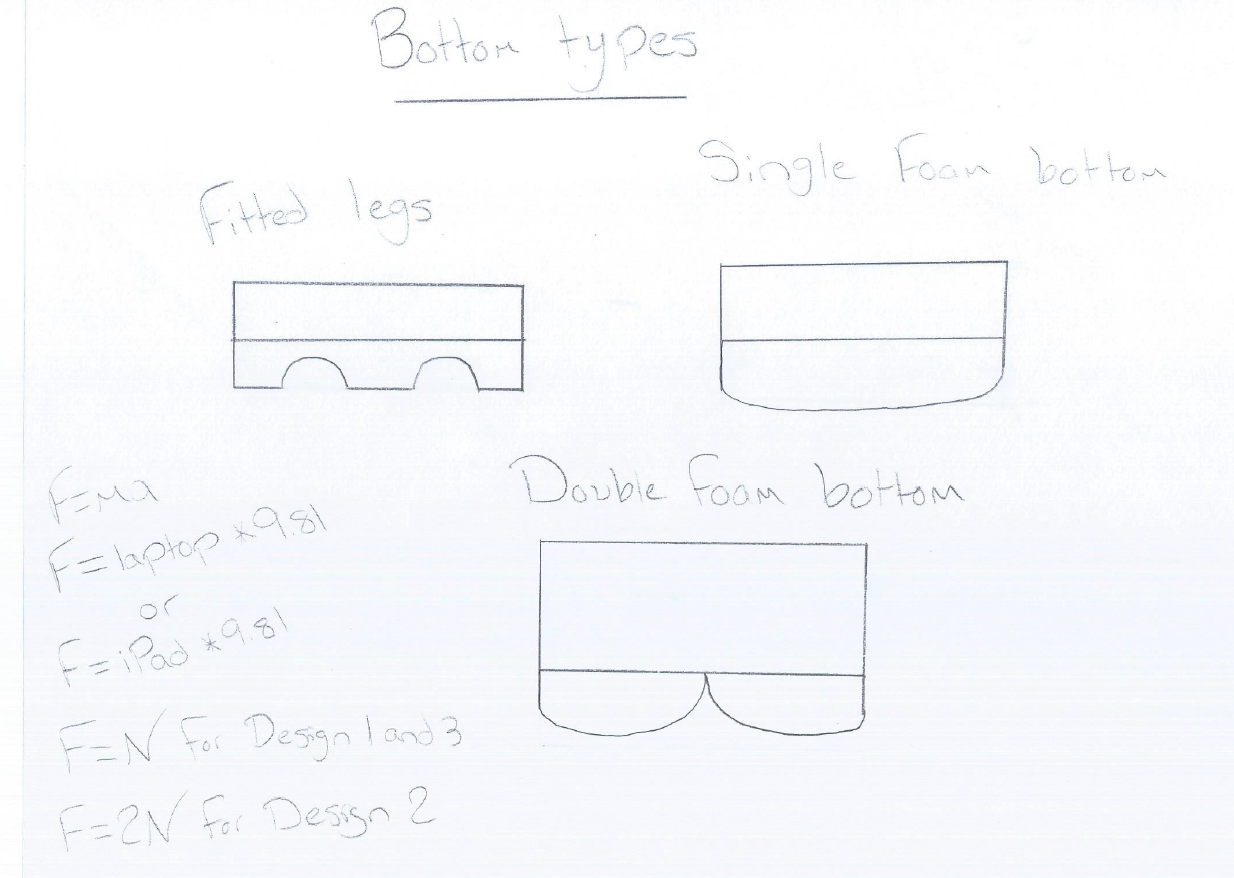 Bottom types
Single Foam bottom
Fitted legs
Double Foam bottom
F=ma
F=laptop *9.81
or
F=iPad *9.81
F=N For Design 1 and 3
F=2N For Design 2